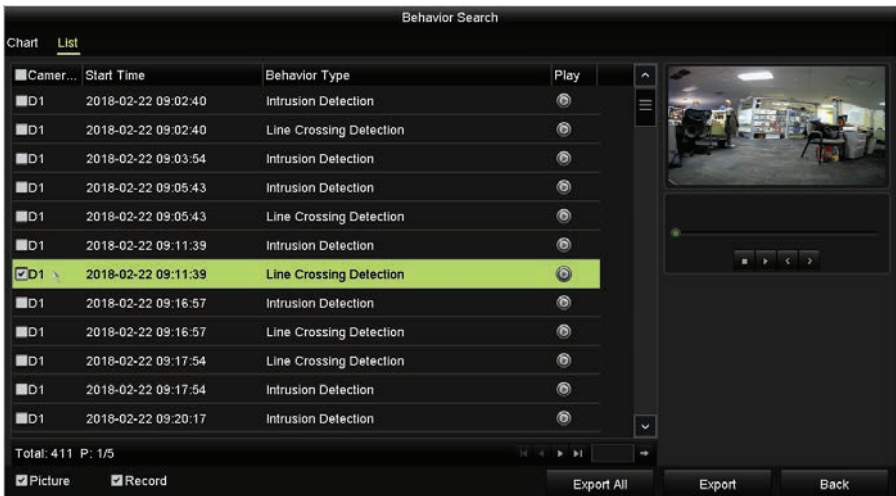 Behavior Search
Chart List
Camer... Start Time Behavior Type Play
D1 2018-02-22 09:02:40 Intrusion Detection
D1 2018-02-22 09:02:40 Line Crossing Detection
D1 2018-02-22 09:03:54 Intrusion Detection
D1 2018-02-22 09:05:43 Intrusion Detection
D1 2018-02-22 09:05:43 Line Crossing Detection
D1 2018-02-22 09:11:39 Intrusion Detection
D1 2018-02-22 09:11:39 Line Crossing Detection
D1 2018-02-22 09:16:57 Intrusion Detection
D1 2018-02-22 09:16:57 Line Crossing Detection
D1 2018-02-22 09:17:54 Line Crossing Detection
D1 2018-02-22 09:17:54 Intrusion Detection
D1 2018-02-22 09:20:17 Intrusion Detection
Total: 411 P: 1/5
Picture Record Export All Export Back